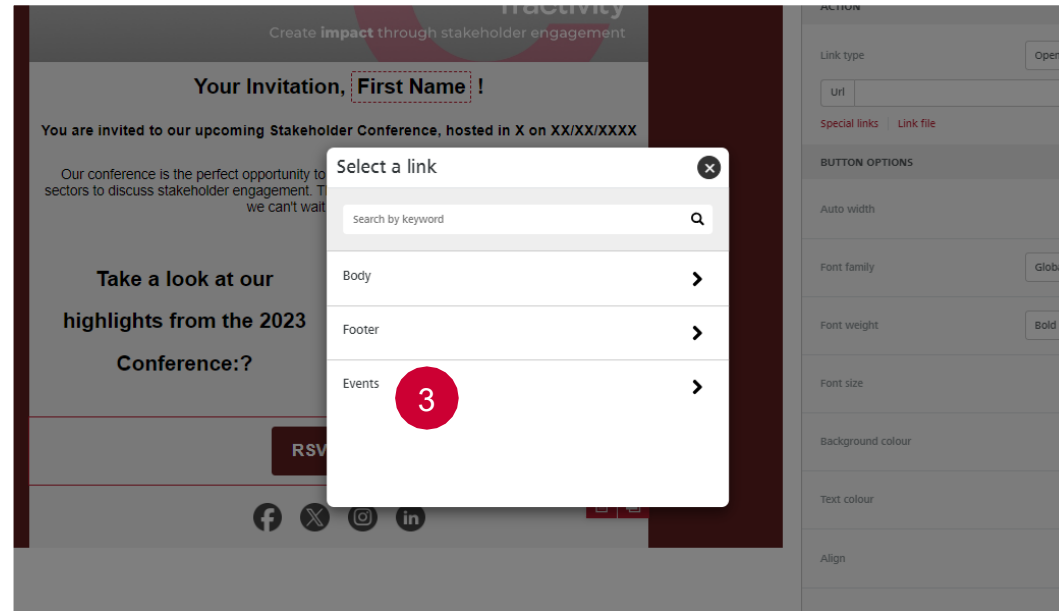 Tractivity
Create impact through stakeholder engagement
Your Invitation, First Name !
You are invited to our upcoming Stakeholder Conference, hosted in X on XX/XX/XXXX
Our conference is the perfect opportunity to
sectors to discuss stakeholder engagement. T
we can't wait
Take a look at our
highlights from the 2023
Conference:?
RSV
Select a link
Search by keyword
Body
Footer
Events
3
ACTION
Link type
Open
Url
Special links
Link file
BUTTON OPTIONS
Auto width
Font family
Globa
Font weight
Bold
Font size
Background colour
Text colour
Align